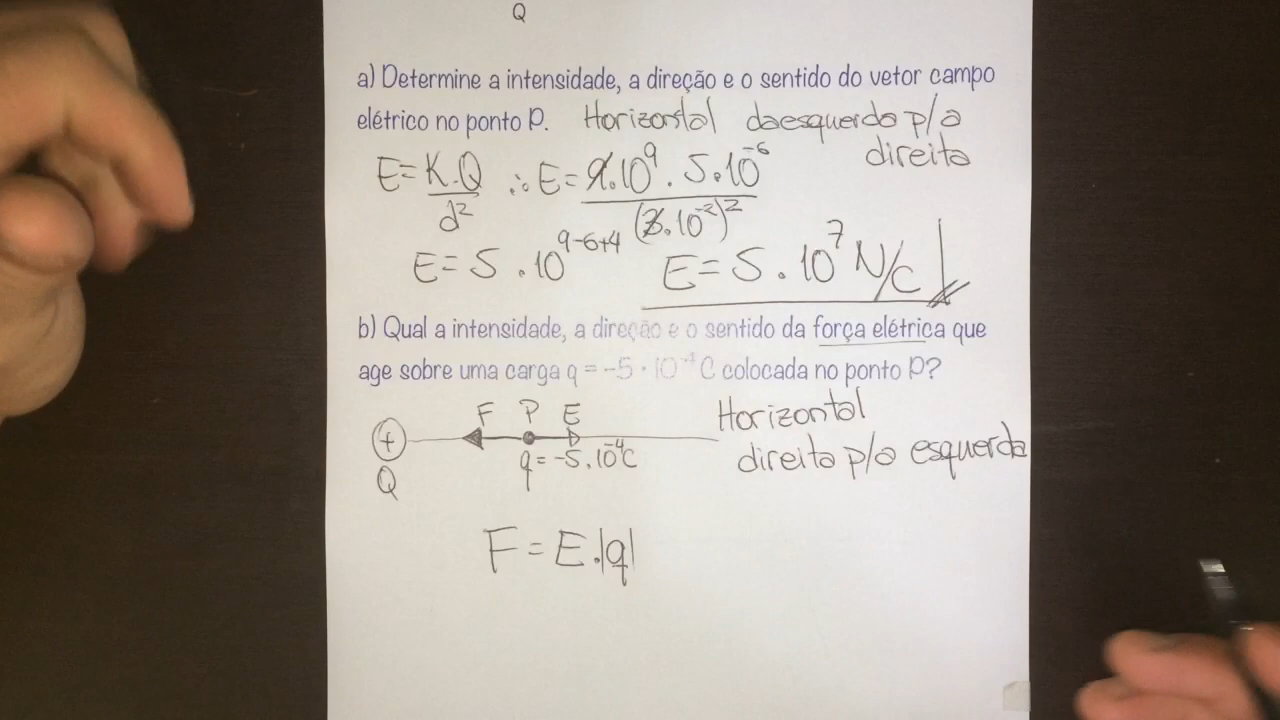 Q
a) Determine a intensidade, a direção e o sentido do vetor campo
elétrico no ponto P. Horizontal da esquerda p/a
direita
E = K.Q ∴ E = 9.10⁹ . 5.10⁻⁶
d² (3.10⁻²)²
E = 5 . 10⁹⁻⁶⁺⁴ E = 5 . 10⁷ N/C
b) Qual a intensidade, a direção e o sentido da força elétrica que
age sobre uma carga q = -5 · 10⁻⁴ C colocada no ponto P?
F P E Horizontal
+ direita p/a esquerda
Q q = -5.10⁻⁴C
F = E.|q|